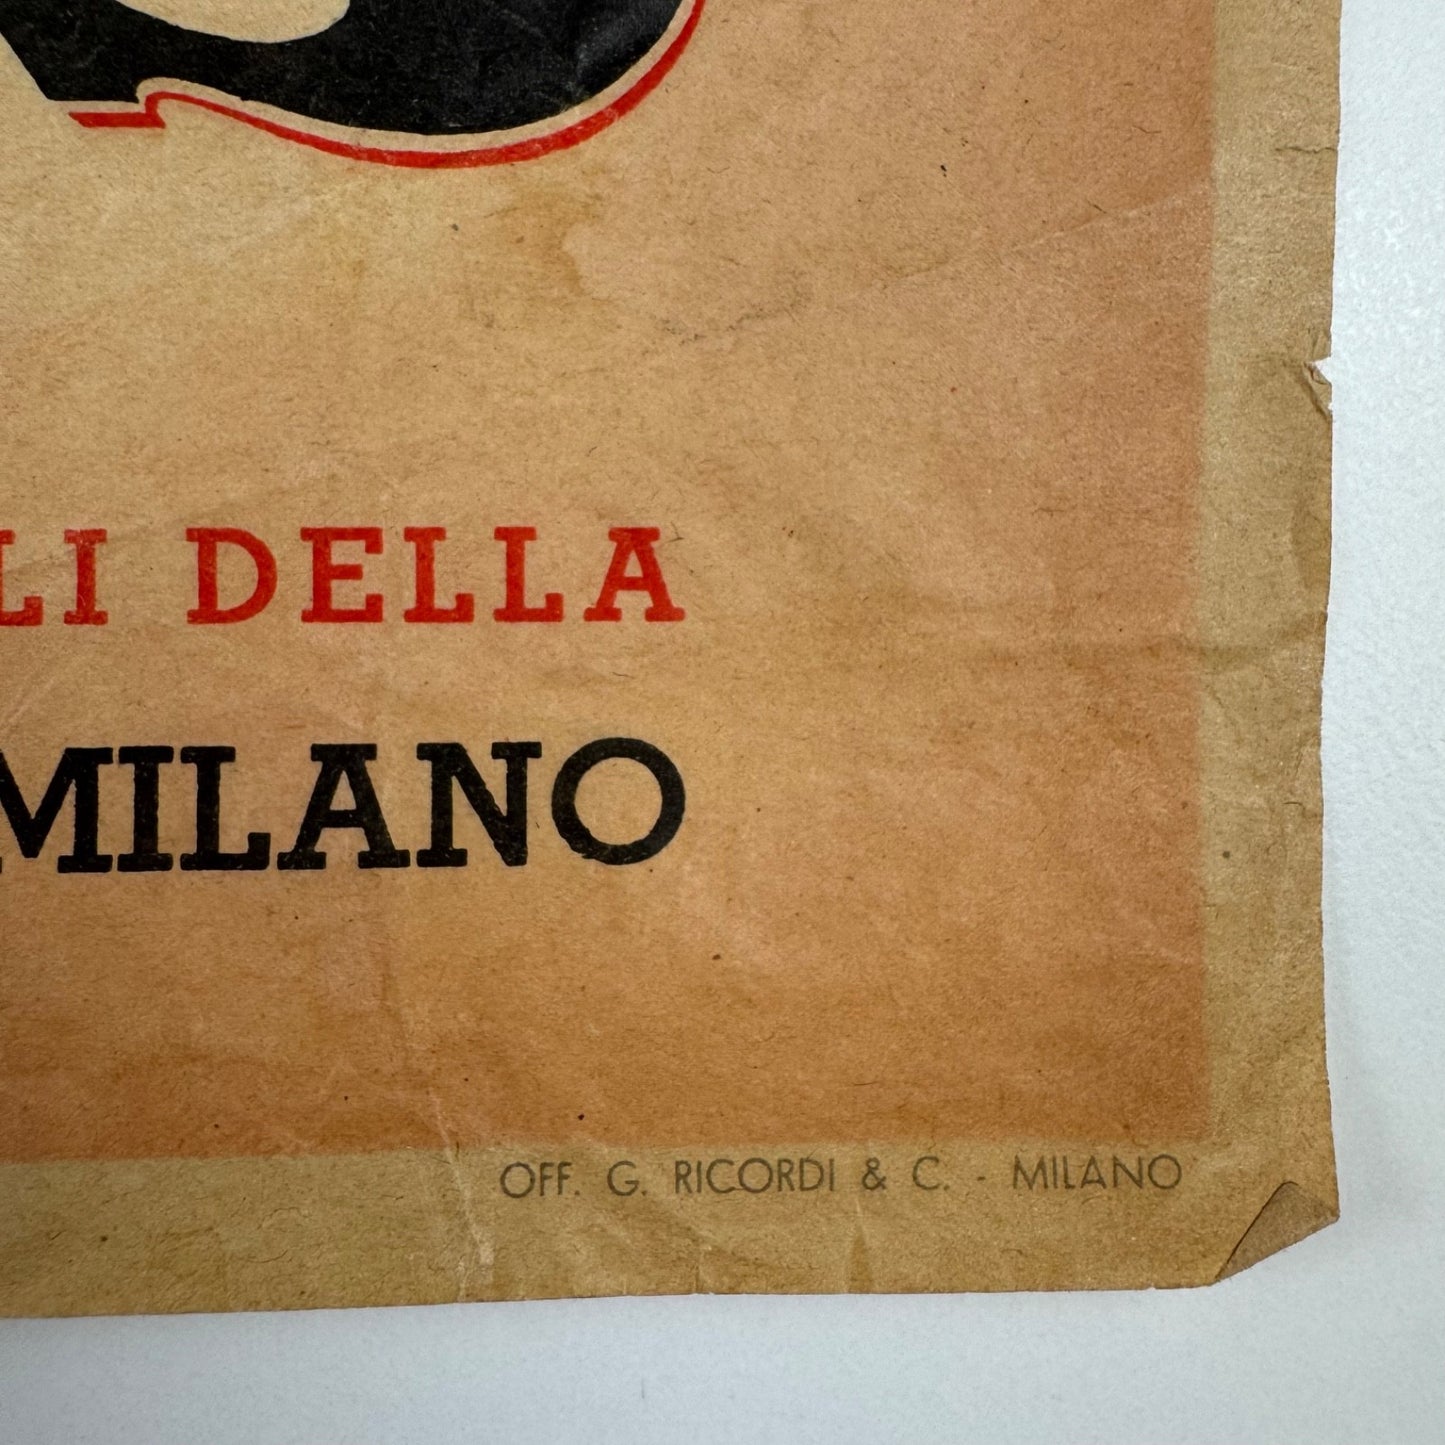 LI DELLA
MILANO
OFF. G. RICORDI & C. - MILANO